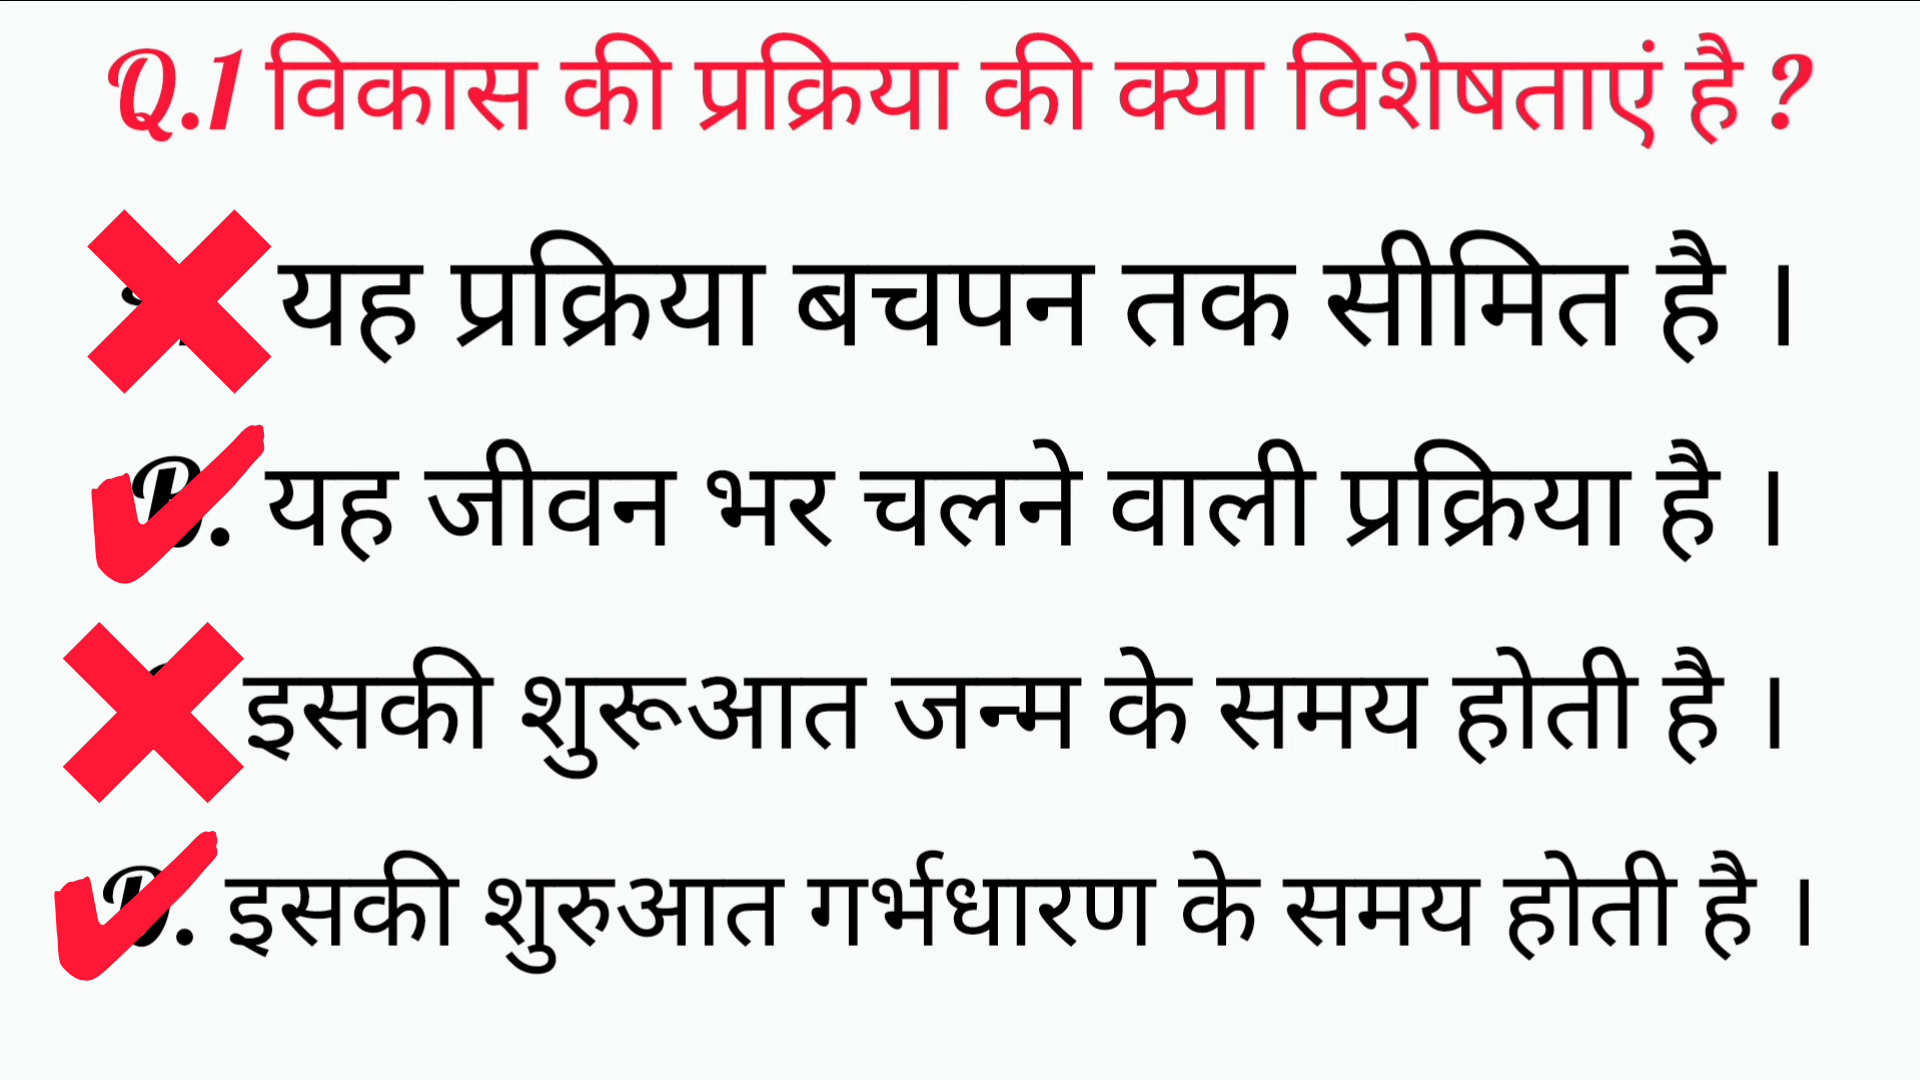 Q.1 विकास की प्रक्रिया की क्या विशेषताएं है ?
यह प्रक्रिया बचपन तक सीमित है ।
B. यह जीवन भर चलने वाली प्रक्रिया है ।
इसकी शुरूआत जन्म के समय होती है ।
D. इसकी शुरुआत गर्भधारण के समय होती है ।